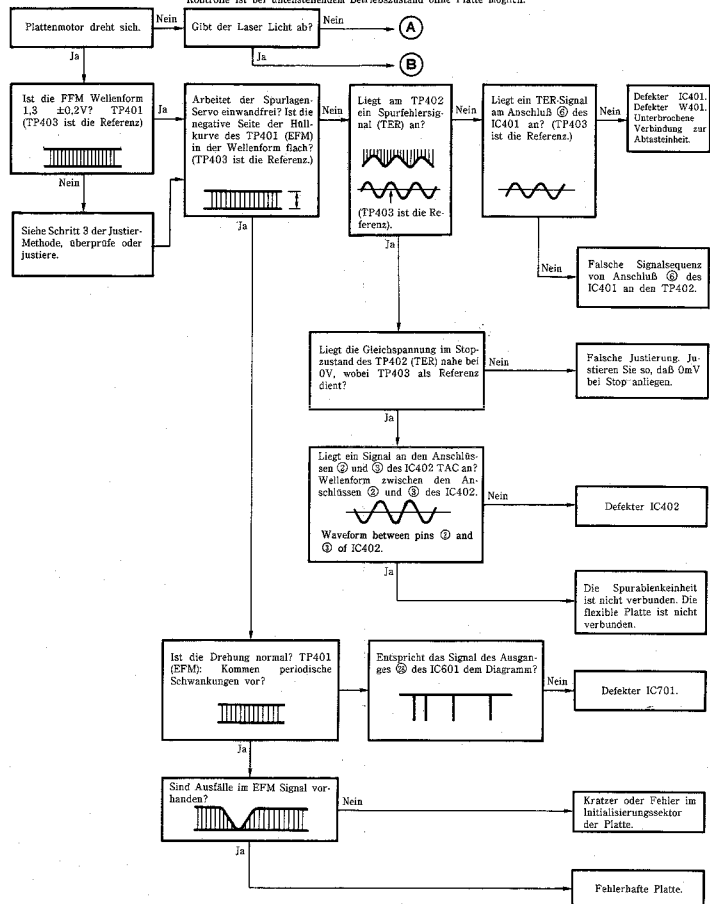 Kontrolle ist bei untenstehendem Betriebszustand ohne Platte möglich.
Plattenmotor dreht sich.
Nein
Gibt der Laser Licht ab?
Nein
A
Ja
Ja
B
Ist die FFM Wellenform
1,3 ±0,2V? TP401
(TP403 ist die Referenz)
Ja
Nein
Siehe Schritt 3 der Justier-
Methode, überprüfe oder
justiere.
Arbeitet der Spurlagen-
Servo einwandfrei? Ist die
negative Seite der Hüll-
kurve des TP401 (EFM)
in der Wellenform flach?
(TP403 ist die Referenz.)
Nein
Ja
Liegt am TP402
ein Spurfehlersig-
nal (TER) an?
(TP403 ist die Re-
ferenz).
Nein
Ja
Liegt ein TER-Signal
am Anschluß ⑥ des
IC401 an? (TP403
ist die Referenz.)
Nein
Defekter IC401.
Defekter W401.
Unterbrochene
Verbindung zur
Abtasteinheit.
Nein
Falsche Signalsequenz
von Anschluß ⑥ des
IC401 an den TP402.
Liegt die Gleichspannung im Stop-
zustand des TP402 (TER) nahe bei
0V, wobei TP403 als Referenz
dient?
Nein
Falsche Justierung. Ju-
stieren Sie so, daß 0mV
bei Stop anliegen.
Ja
Liegt ein Signal an den Anschlüs-
sen ② und ③ des IC402 TAC an?
Wellenform zwischen den An-
schlüssen ② und ③ des IC402.
Waveform between pins ② and
③ of IC402.
Nein
Defekter IC402
Ja
Die Spurablenkeinheit
ist nicht verbunden. Die
flexible Platte ist nicht
verbunden.
Ist die Drehung normal? TP401
(EFM): Kommen periodische
Schwankungen vor?
Entspricht das Signal des Ausgan-
ges des IC601 dem Diagramm?
Nein
Defekter IC701.
Ja
Sind Ausfälle im EFM Signal vor-
handen?
Nein
Kratzer oder Fehler im
Initialisierungssektor
der Platte.
Ja
Fehlerhafte Platte.